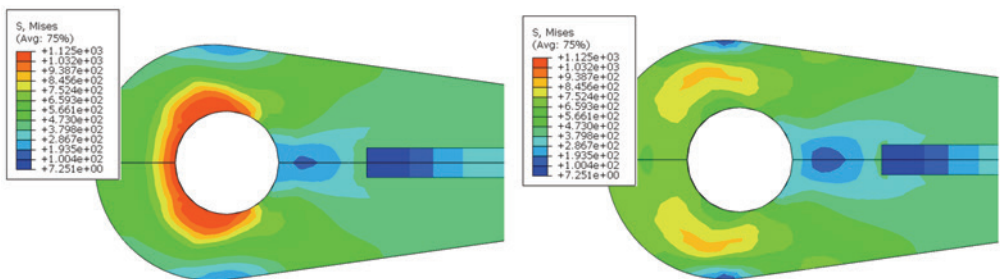 S, Mises
(Avg: 75%)
+1.125e+03
+1.032e+03
+9.387e+02
+8.456e+02
+7.524e+02
+6.593e+02
+5.661e+02
+4.730e+02
+3.798e+02
+2.867e+02
+1.935e+02
+1.004e+02
+7.251e+00
S, Mises
(Avg: 75%)
+1.125e+03
+1.032e+03
+9.387e+02
+8.456e+02
+7.524e+02
+6.593e+02
+5.661e+02
+4.730e+02
+3.798e+02
+2.867e+02
+1.935e+02
+1.004e+02
+7.251e+00